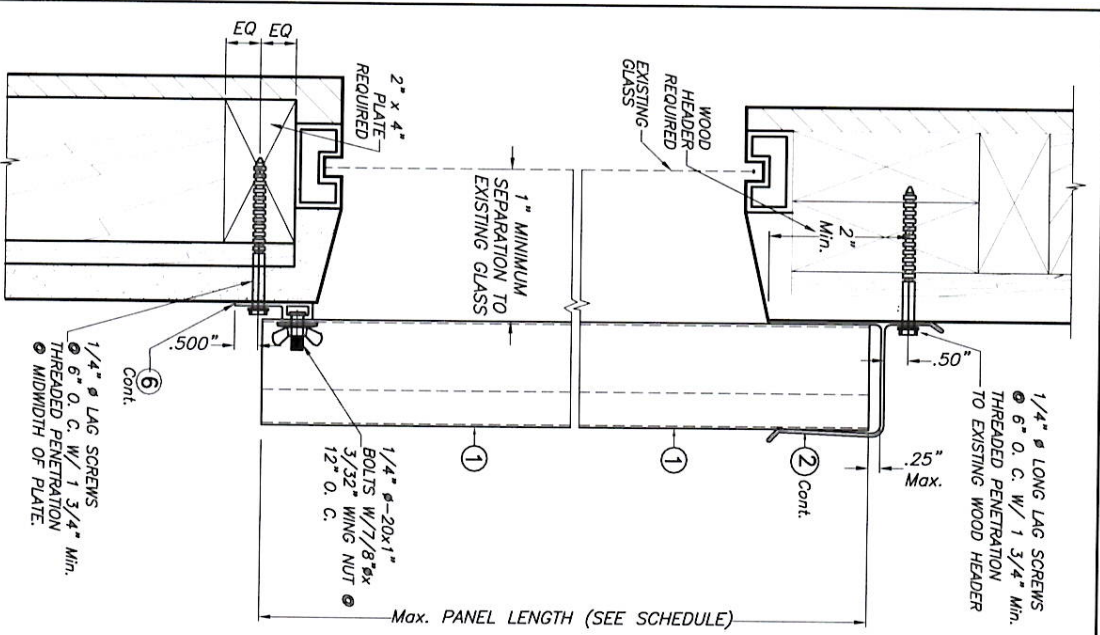 EQ
EQ
2" x 4"
PLATE
REQUIRED
WOOD
HEADER
REQUIRED
EXISTING
GLASS
1" MINIMUM
SEPARATION TO
EXISTING GLASS
2"
Min.
.50"
1/4" ø LONG LAG SCREWS
@ 6" O. C. W/ 1 3/4" Min.
THREADED PENETRATION
TO EXISTING WOOD HEADER
.25"
Max.
2 Cont.
1
1
.500"
6
Cont.
1/4" ø LAG SCREWS
@ 6" O. C. W/ 1 3/4" Min.
THREADED PENETRATION
@ MIDWIDTH OF PLATE.
1/4" ø-20x1"
BOLTS W/7/8"øx
3/32" WING NUT @
12" O. C.
Max. PANEL LENGTH (SEE SCHEDULE)